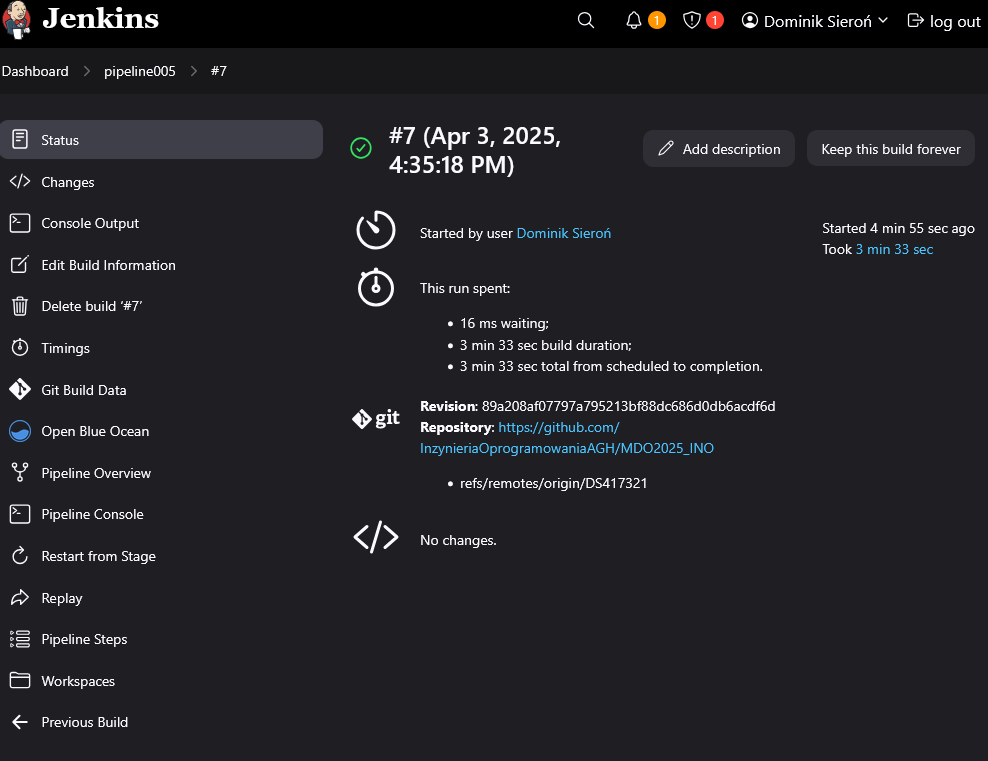 Jenkins
1
1
Dominik Sieroń
log out
Dashboard
pipeline005
#7
Status
Changes
Console Output
Edit Build Information
Delete build ‘#7’
Timings
Git Build Data
Open Blue Ocean
Pipeline Overview
Pipeline Console
Restart from Stage
Replay
Pipeline Steps
Workspaces
Previous Build
#7 (Apr 3, 2025,
4:35:18 PM)
Add description
Keep this build forever
Started by user Dominik Sieroń
Started 4 min 55 sec ago
Took 3 min 33 sec
This run spent:
• 16 ms waiting;
• 3 min 33 sec build duration;
• 3 min 33 sec total from scheduled to completion.
git
Revision: 89a208af07797a795213bf88dc686d0db6acdf6d
Repository: https://github.com/
InzynieriaOprogramowaniaAGH/MDO2025_INO
• refs/remotes/origin/DS417321
No changes.